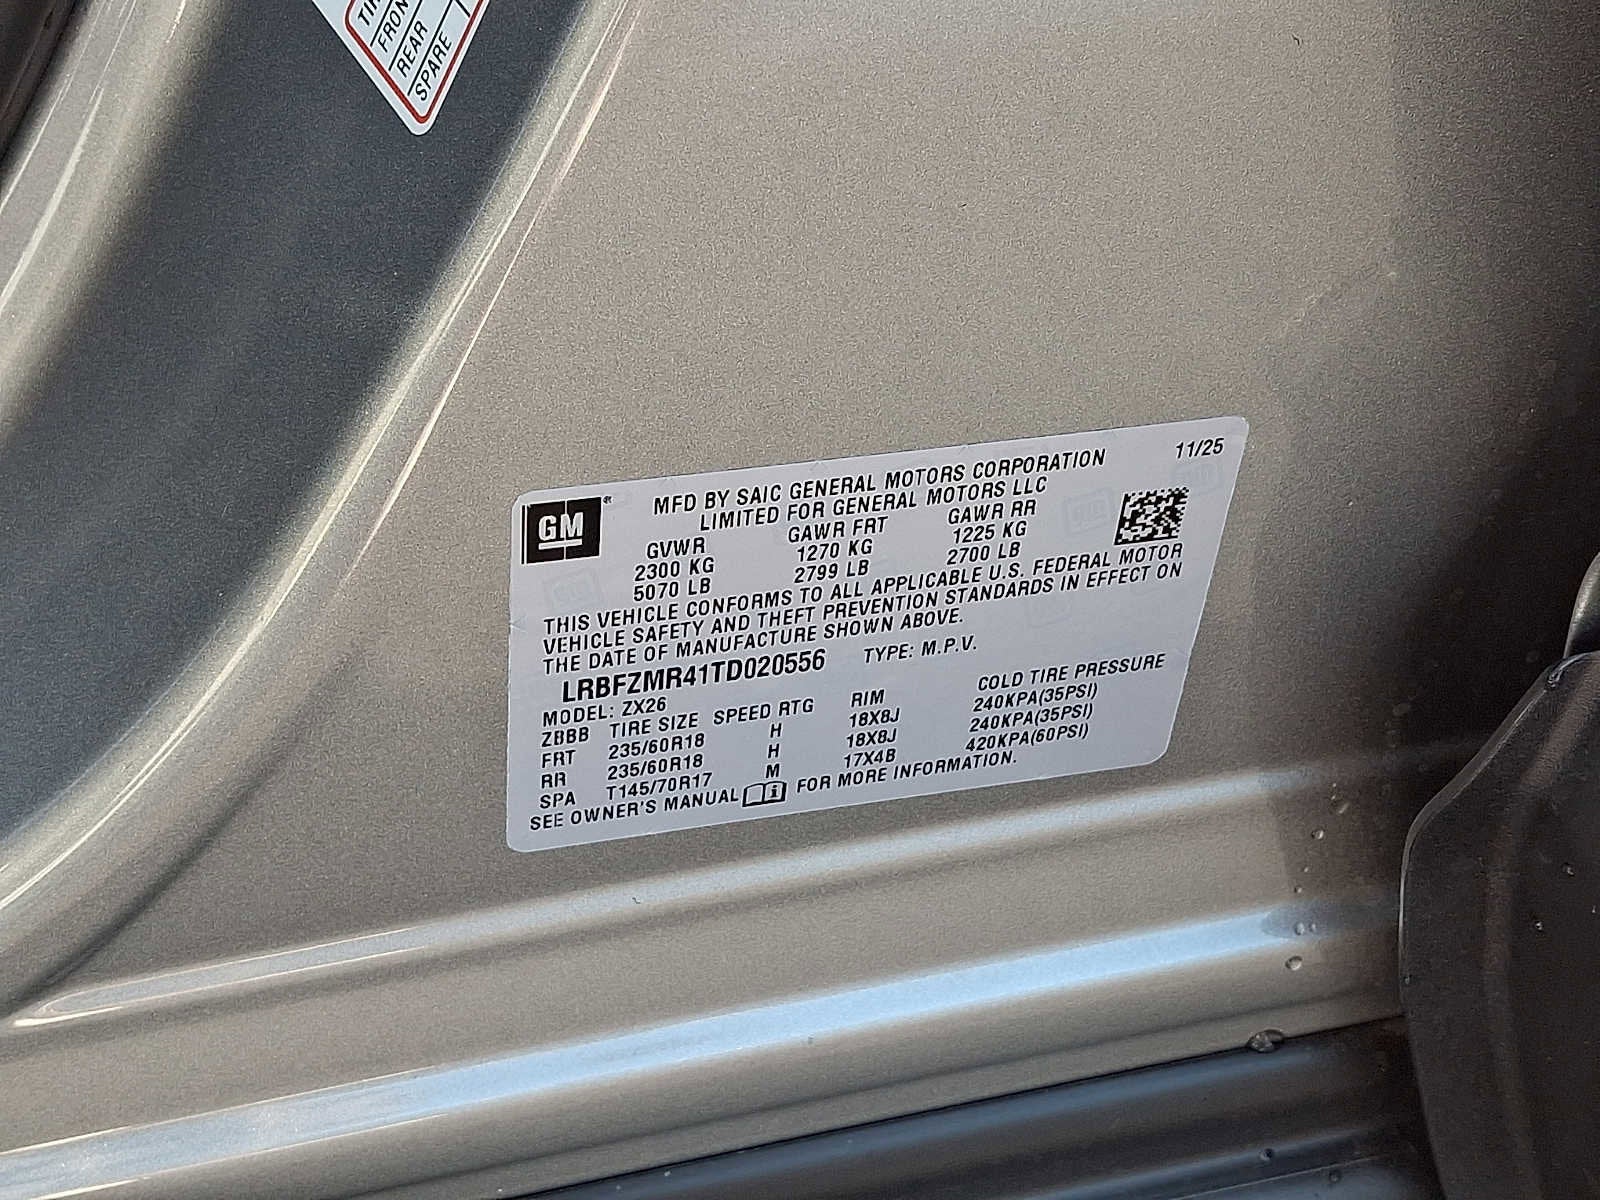 FRON
REAR
SPARE
GM
MFD BY SAIC GENERAL MOTORS CORPORATION 11/25
LIMITED FOR GENERAL MOTORS LLC
GVWR GAWR FRT GAWR RR
2300 KG 1270 KG 1225 KG
5070 LB 2799 LB 2700 LB
THIS VEHICLE CONFORMS TO ALL APPLICABLE U.S. FEDERAL MOTOR
VEHICLE SAFETY AND THEFT PREVENTION STANDARDS IN EFFECT ON
THE DATE OF MANUFACTURE SHOWN ABOVE.
LRBFZMR41TD020556 TYPE: M.P.V.
MODEL: ZX26
ZBBB TIRE SIZE SPEED RTG RIM COLD TIRE PRESSURE
FRT 235/60R18 H 18X8J 240KPA(35PSI)
RR 235/60R18 H 18X8J 240KPA(35PSI)
SPA T145/70R17 M 17X4B 420KPA(60PSI)
SEE OWNER'S MANUAL FOR MORE INFORMATION.